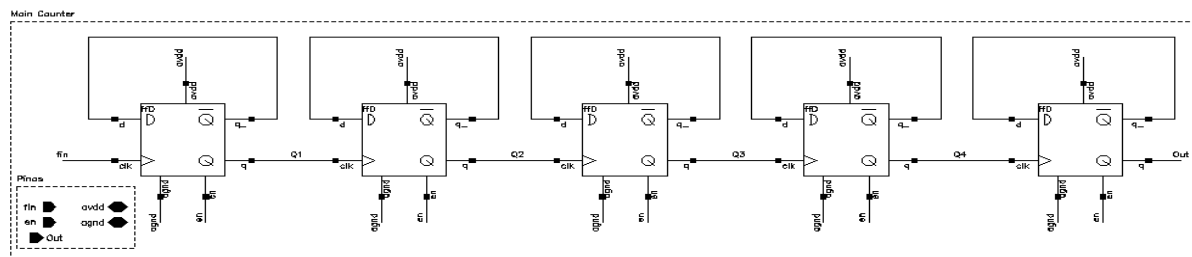 Main Counter
avdd avdd avdd avdd avdd
avdd avdd avdd avdd avdd
ffD ffD ffD ffD ffD
d D Q q_ d D Q q_ d D Q q_ d D Q q_ d D Q q_
fin clk Q q Q1 clk Q q Q2 clk Q q Q3 clk Q q Q4 clk Q q Out
agnd en agnd en agnd en agnd en agnd en
agnd en agnd en agnd en agnd en agnd en
Pinos
fin avdd
en agnd
Out